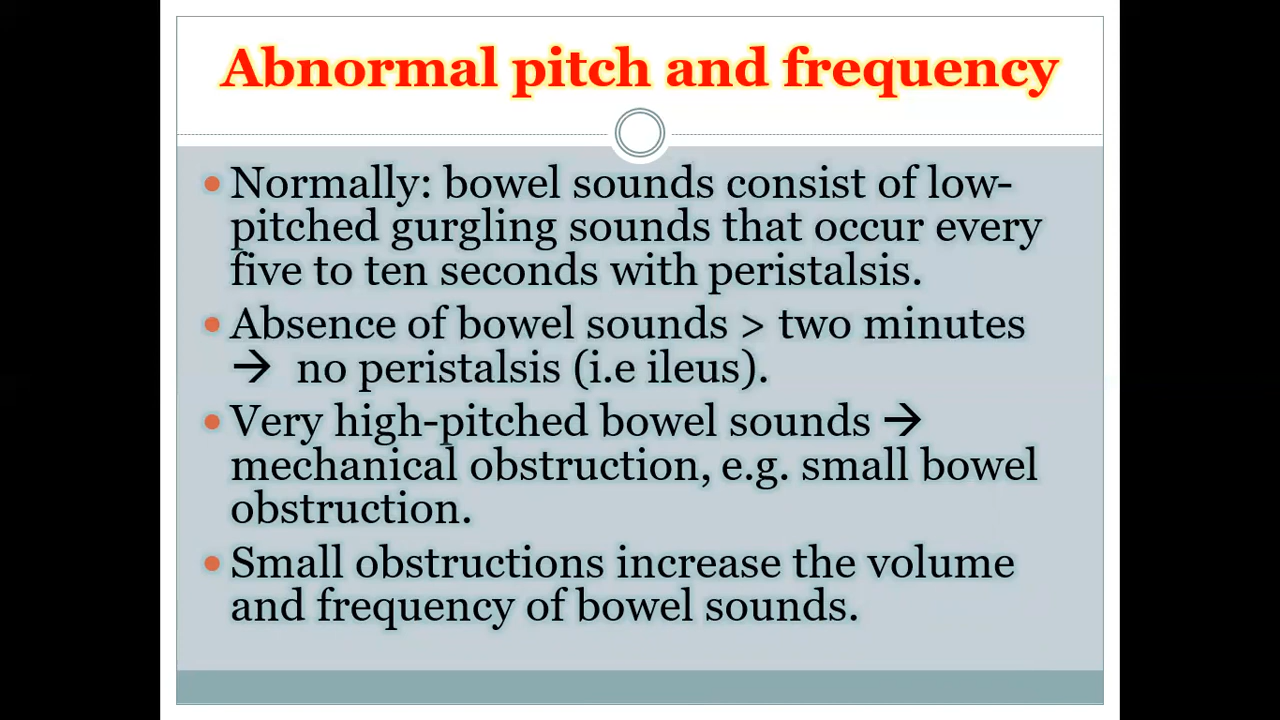 Abnormal pitch and frequency
• Normally: bowel sounds consist of low-
pitched gurgling sounds that occur every
five to ten seconds with peristalsis.
• Absence of bowel sounds > two minutes
→ no peristalsis (i.e ileus).
• Very high-pitched bowel sounds →
mechanical obstruction, e.g. small bowel
obstruction.
• Small obstructions increase the volume
and frequency of bowel sounds.